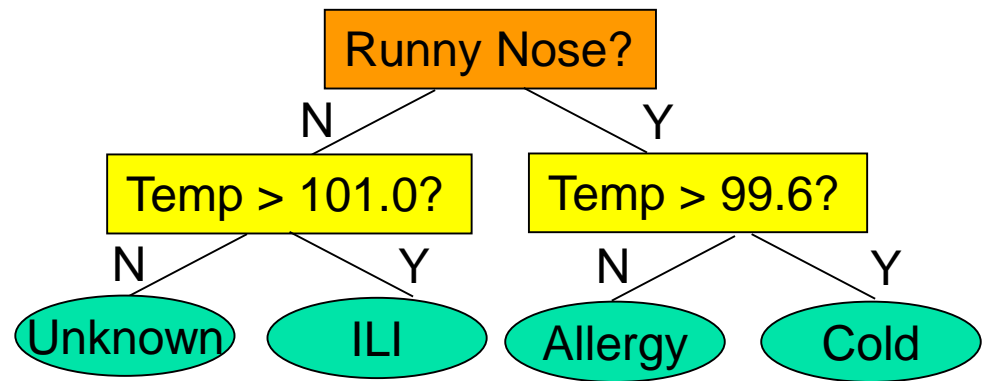 Runny Nose?
N Y
Temp > 101.0? Temp > 99.6?
N Y N Y
Unknown ILI Allergy Cold